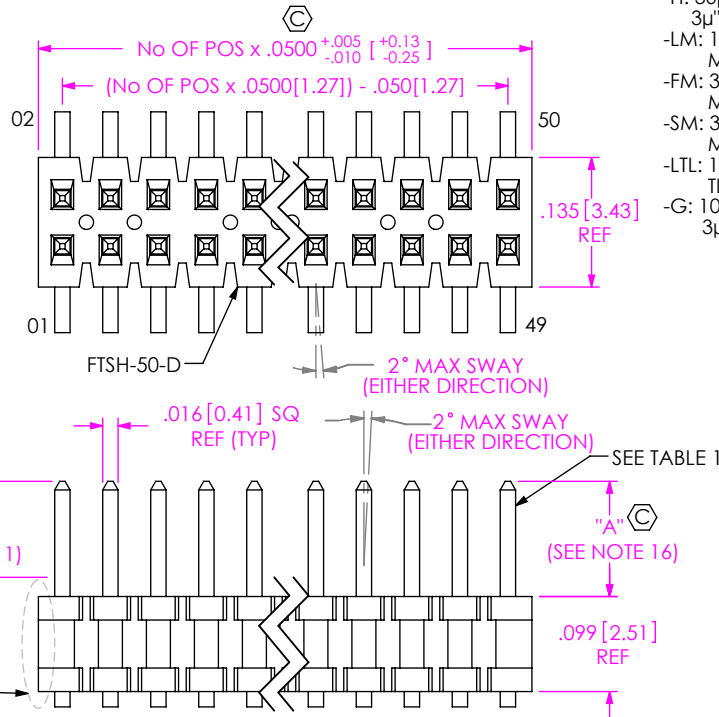 -H: 30µ"
3µ"
-LM: 1
M
-FM: 3
M
-SM: 3
M
-LTL: 1
-G: 10
3µ
C
No OF POS x .0500 +.005 -.010 [ +0.13 -0.25 ]
(No OF POS x .0500[1.27]) - .050[1.27]
02
50
.135[3.43]
REF
01
49
FTSH-50-D
2° MAX SWAY
(EITHER DIRECTION)
.016[0.41] SQ
REF (TYP)
2° MAX SWAY
(EITHER DIRECTION)
SEE TABLE 1
"A" C
(SEE NOTE 16)
1)
.099[2.51]
REF